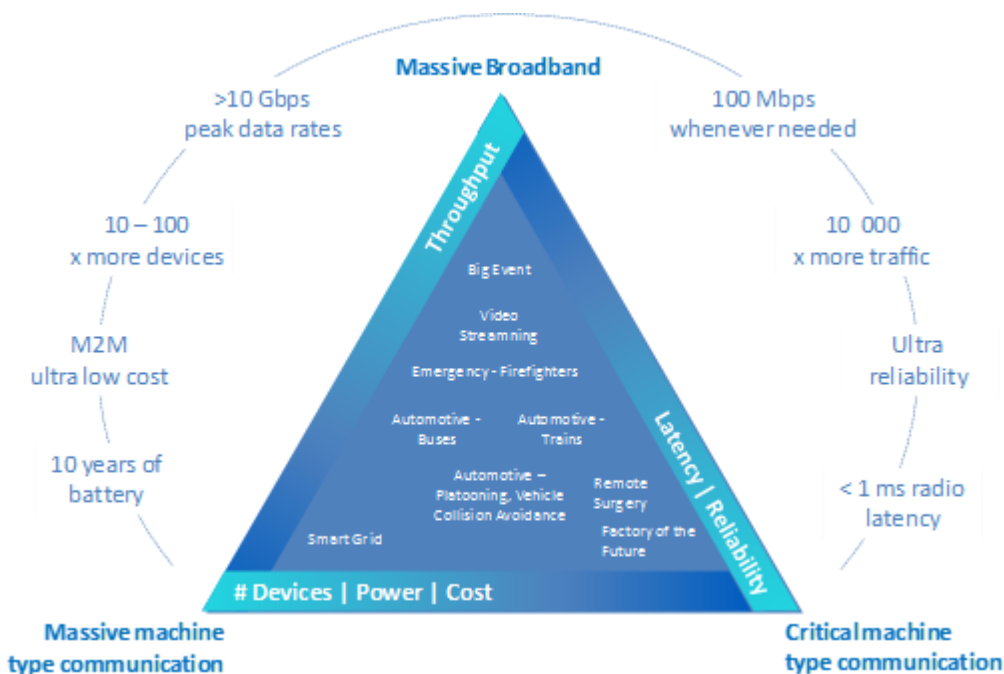 Massive Broadband
>10 Gbps
peak data rates
100 Mbps
whenever needed
10 – 100
x more devices
10 000
x more traffic
M2M
ultra low cost
Ultra
reliability
10 years of
battery
< 1 ms radio
latency
Throughput
Latency | Reliability
# Devices | Power | Cost
Big Event
Video
Streamning
Emergency - Firefighters
Automotive -
Buses
Automotive -
Trains
Automotive –
Platooning, Vehicle
Collision Avoidance
Remote
Surgery
Smart Grid
Factory of the
Future
Massive machine
type communication
Critical machine
type communication